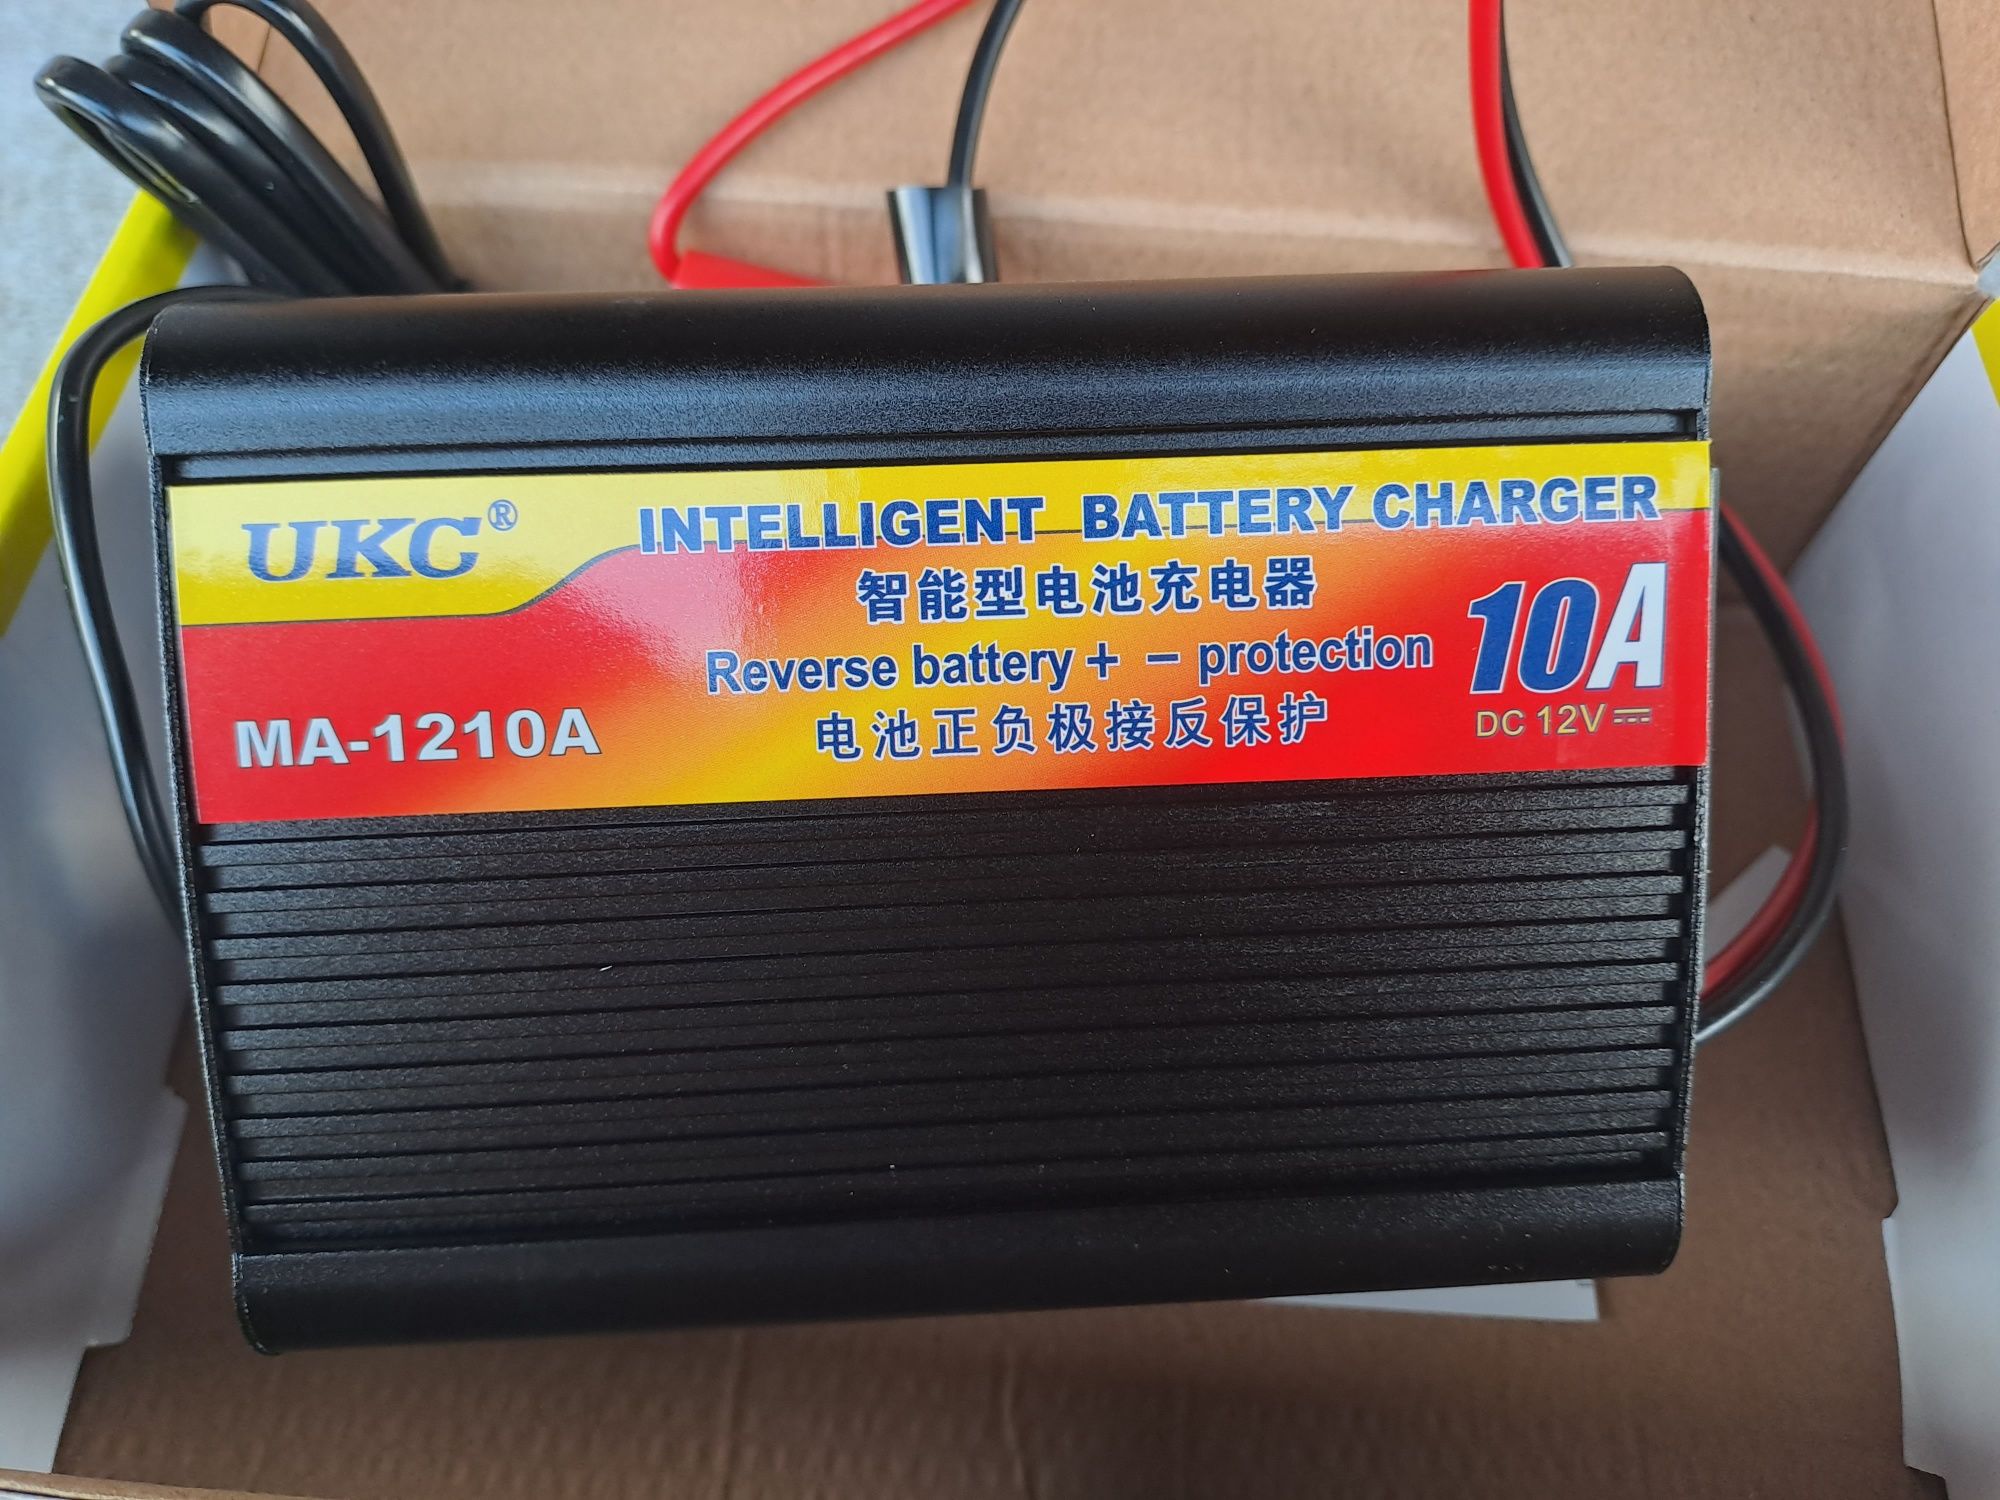 UKC®
INTELLIGENT BATTERY CHARGER
智能型电池充电器
Reverse battery + − protection
电池正负极接反保护
MA-1210A
10A
DC 12V ⎓